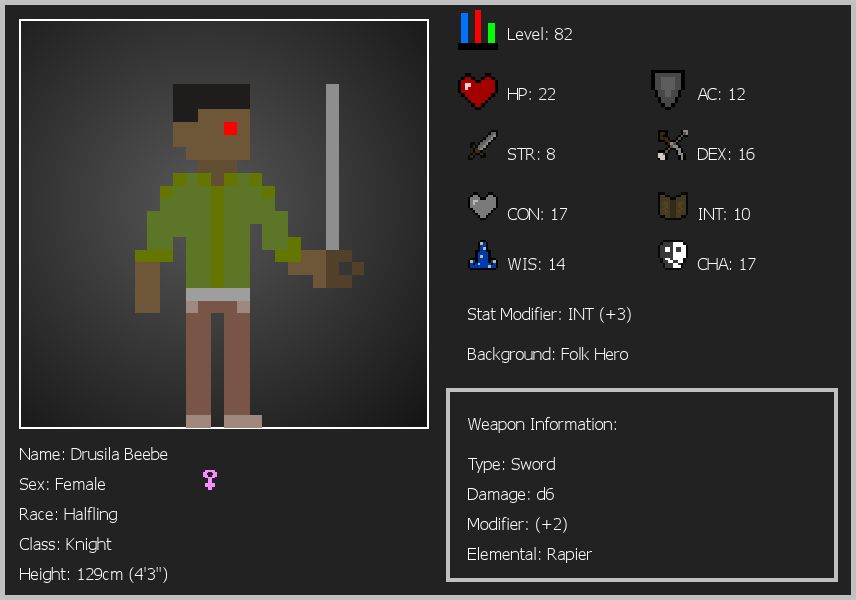 Level: 82
HP: 22
AC: 12
STR: 8
DEX: 16
CON: 17
INT: 10
WIS: 14
CHA: 17
Stat Modifier: INT (+3)
Background: Folk Hero
Weapon Information:
Type: Sword
Damage: d6
Modifier: (+2)
Elemental: Rapier
Name: Drusila Beebe
Sex: Female
Race: Halfling
Class: Knight
Height: 129cm (4'3")